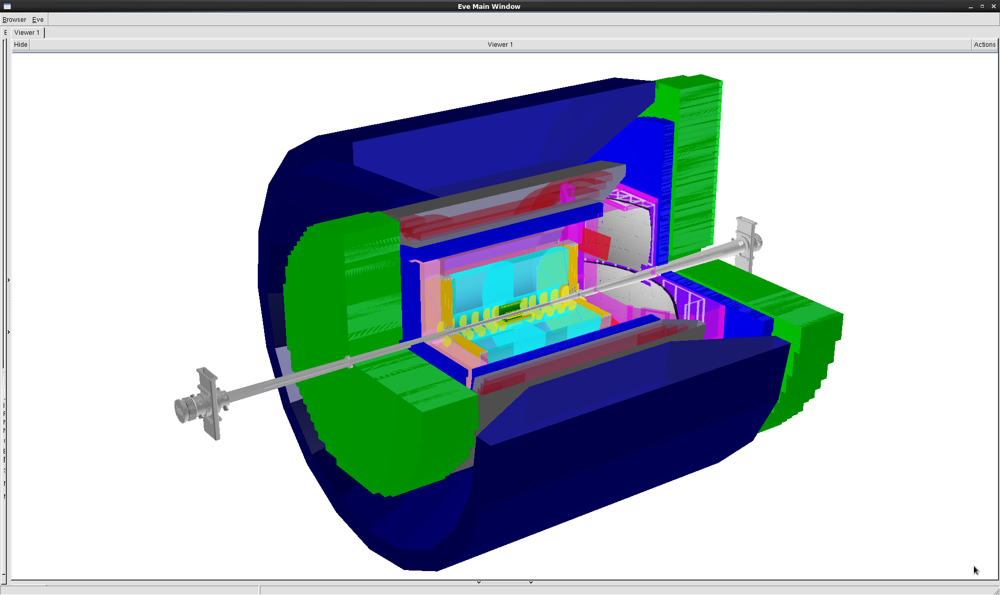 Eve Main Window
Browser Eve
Viewer 1
Hide Viewer 1 Actions